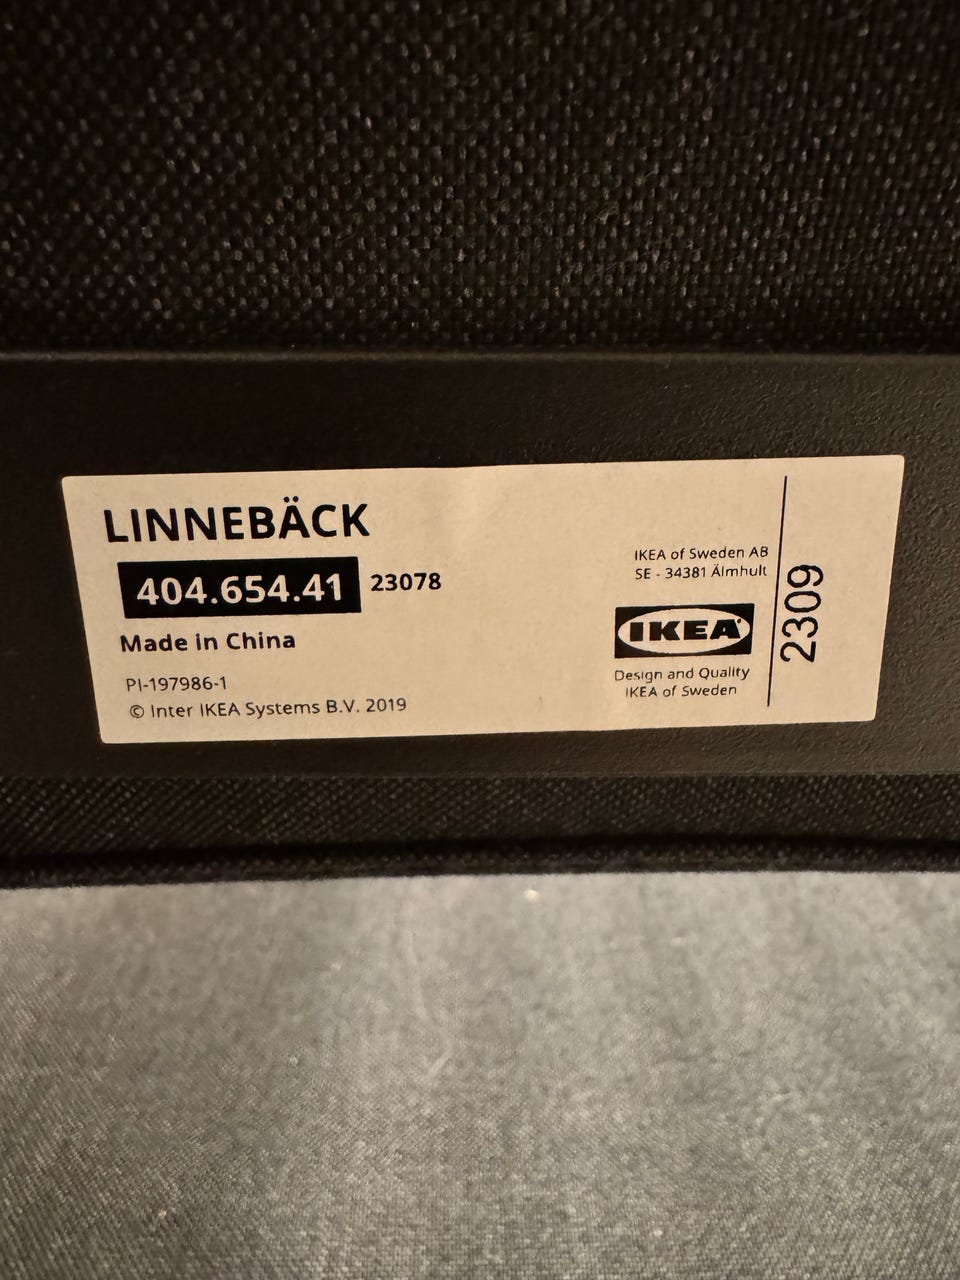 LINNEBÄCK
404.654.41 23078
Made in China
PI-197986-1
© Inter IKEA Systems B.V. 2019
IKEA of Sweden AB
SE - 34381 Älmhult
IKEA
Design and Quality
IKEA of Sweden
2309